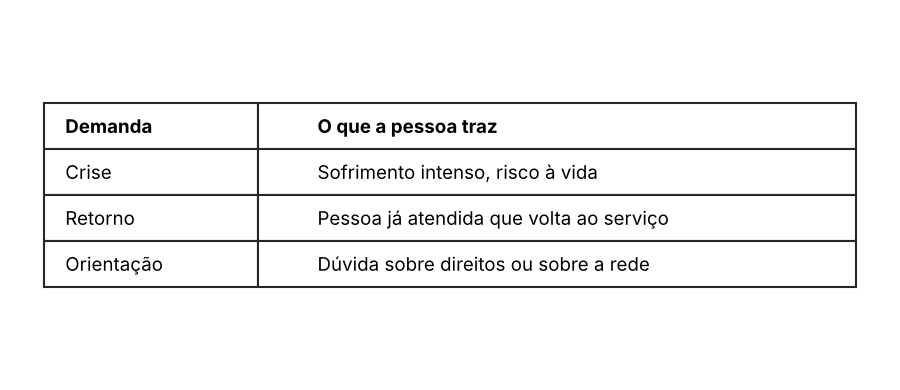 Demanda O que a pessoa traz
Crise Sofrimento intenso, risco à vida
Retorno Pessoa já atendida que volta ao serviço
Orientação Dúvida sobre direitos ou sobre a rede